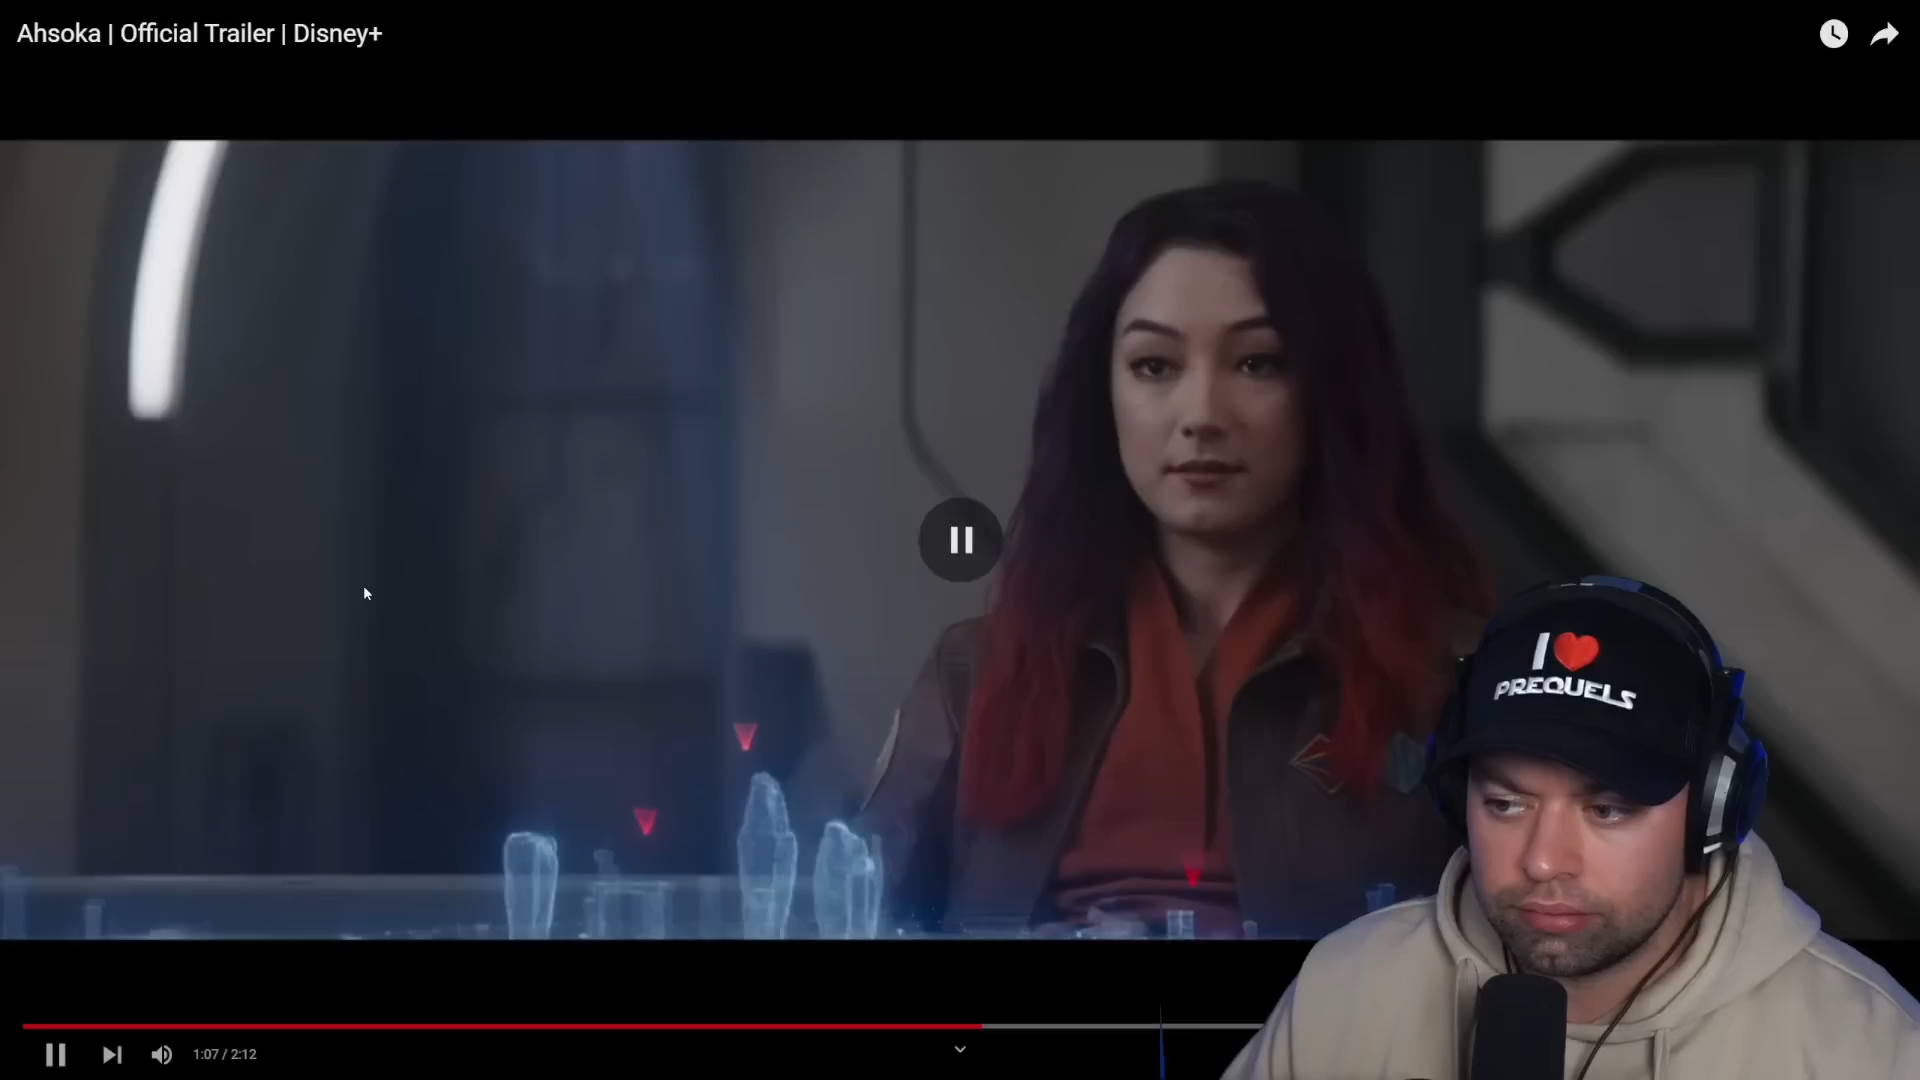 Ahsoka | Official Trailer | Disney+
I
PREQUELS
1:07 / 2:12